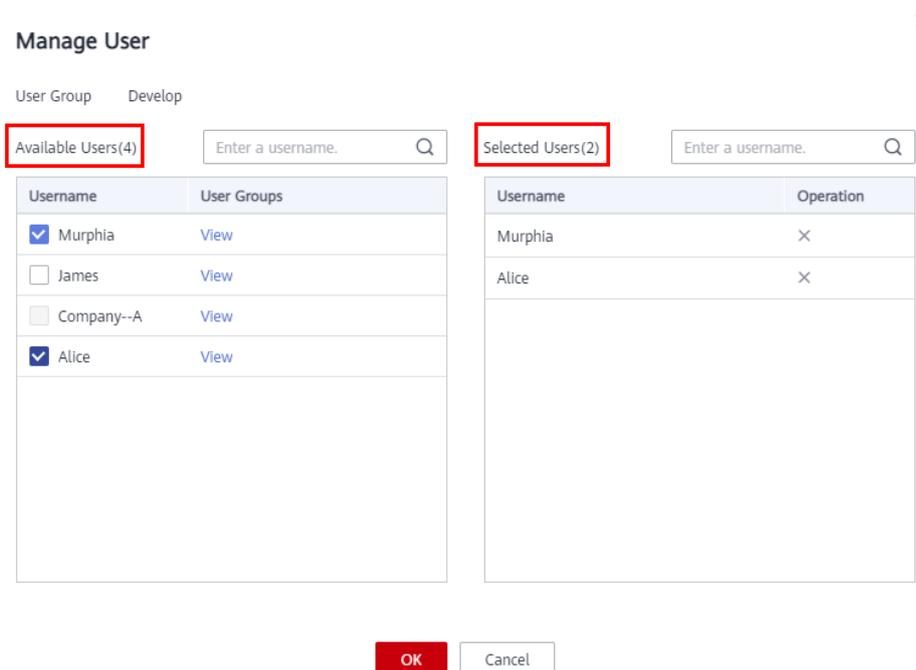 Manage User
User Group Develop
Available Users(4) Enter a username.
Username User Groups
Murphia View
James View
Company--A View
Alice View
Selected Users(2) Enter a username.
Username Operation
Murphia
Alice
OK Cancel